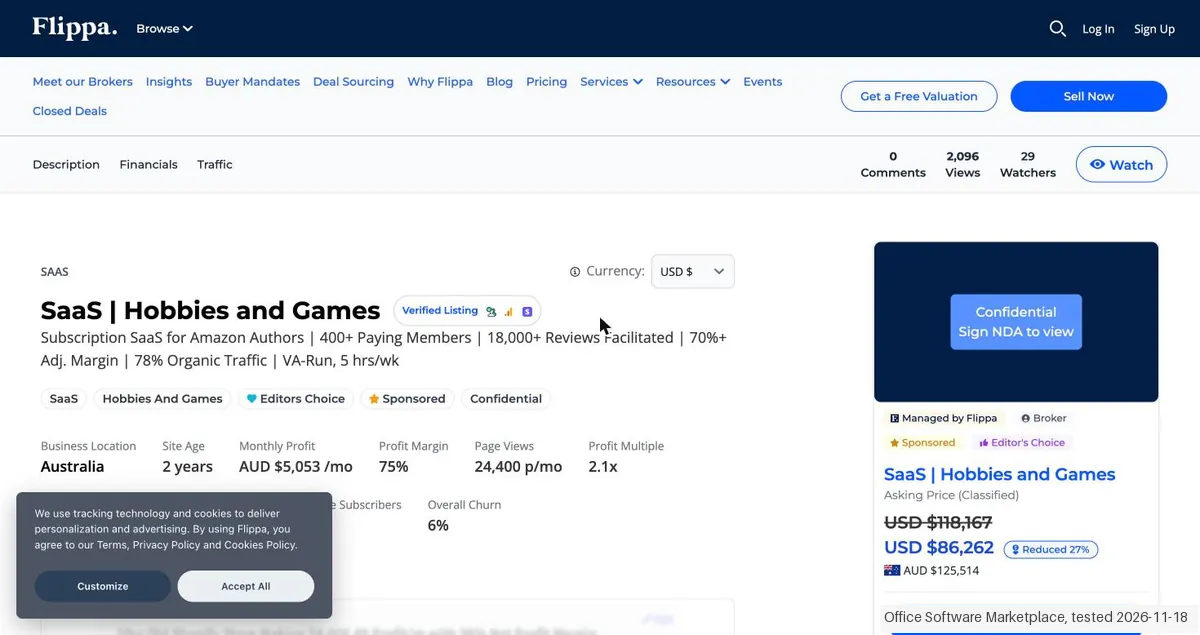 Flippa.
Browse
Log In
Sign Up
Meet our Brokers
Insights
Buyer Mandates
Deal Sourcing
Why Flippa
Blog
Pricing
Services
Resources
Events
Closed Deals
Get a Free Valuation
Sell Now
Description
Financials
Traffic
0
Comments
2,096
Views
29
Watchers
Watch
SAAS
Currency:
USD $
SaaS | Hobbies and Games
Verified Listing
Subscription SaaS for Amazon Authors | 400+ Paying Members | 18,000+ Reviews Facilitated | 70%+
Adj. Margin | 78% Organic Traffic | VA-Run, 5 hrs/wk
SaaS
Hobbies And Games
Editors Choice
Sponsored
Confidential
Business Location
Australia
Site Age
2 years
Monthly Profit
AUD $5,053 /mo
Profit Margin
75%
Page Views
24,400 p/mo
Profit Multiple
2.1x
Subscribers
Overall Churn
6%
We use tracking technology and cookies to deliver
personalization and advertising. By using Flippa, you
agree to our Terms, Privacy Policy and Cookies Policy.
Customize
Accept All
Confidential
Sign NDA to view
Managed by Flippa
Broker
Sponsored
Editor's Choice
SaaS | Hobbies and Games
Asking Price (Classified)
USD $118,167
USD $86,262
Reduced 27%
AUD $125,514
Office Software Marketplace, tested 2026-11-18